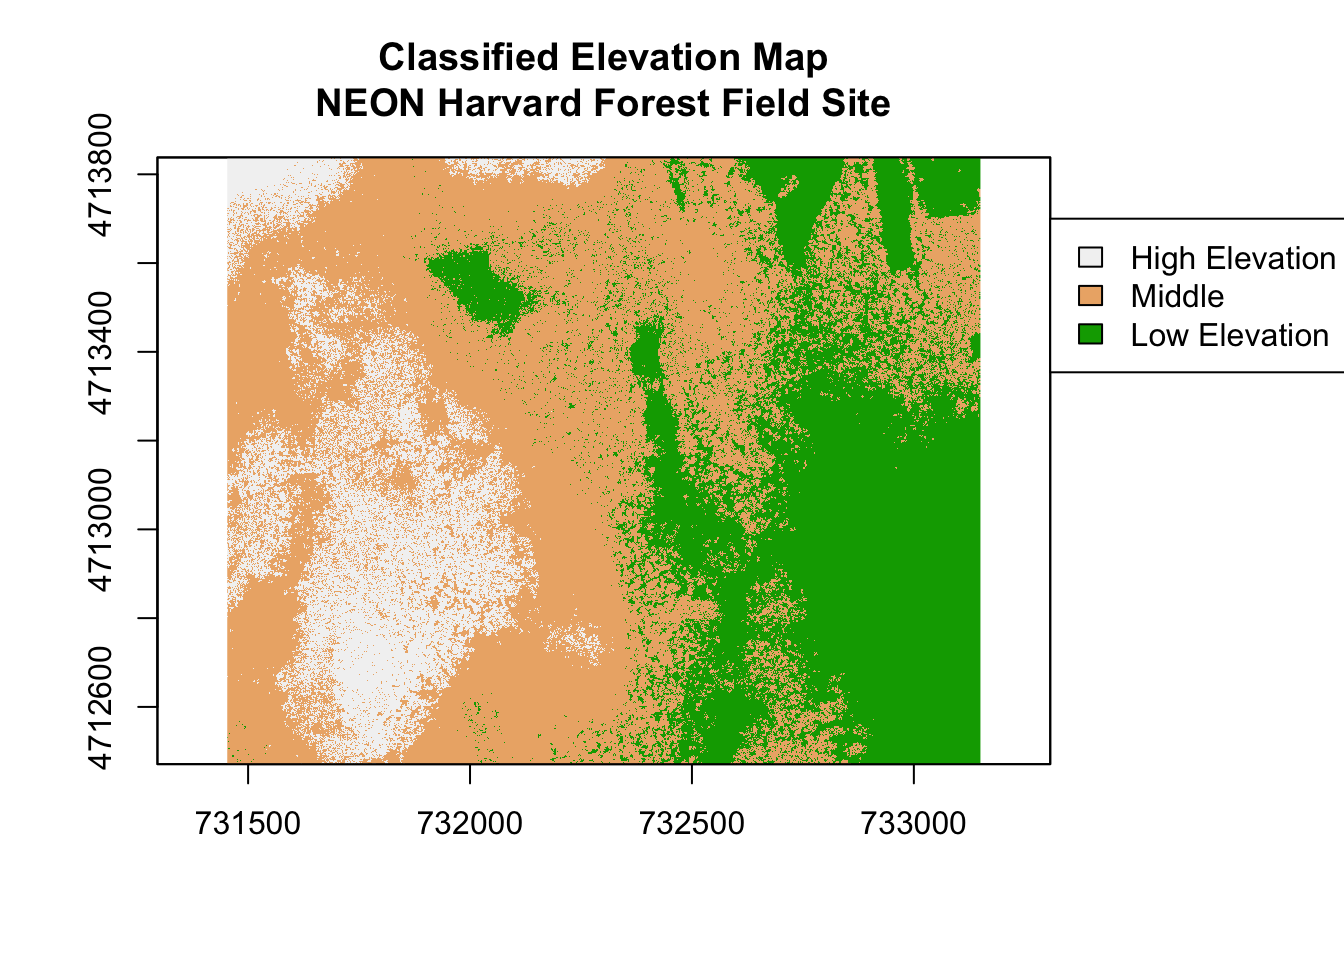 Classified Elevation Map
NEON Harvard Forest Field Site
4713800
4713400
4713000
4712600
731500
732000
732500
733000
High Elevation
Middle
Low Elevation